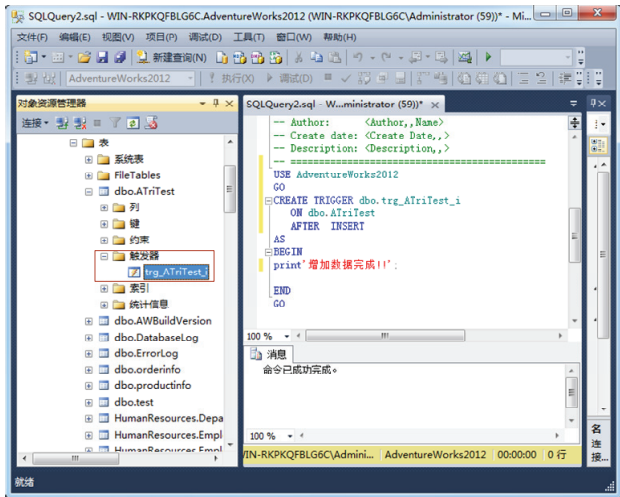 SQLQuery2.sql - WIN-RKPKQFBLG6C.AdventureWorks2012 (WIN-RKPKQFBLG6C\Administrator (59))* - Mi...
文件(F) 编辑(E) 视图(V) 项目(P) 调试(D) 工具(T) 窗口(W) 帮助(H)
新建查询(N)
AdventureWorks2012 执行(X) 调试(D)
对象资源管理器
连接
表
系统表
FileTables
dbo.ATriTest
列
键
约束
触发器
trg_ATriTest_i
索引
统计信息
dbo.AWBuildVersion
dbo.DatabaseLog
dbo.ErrorLog
dbo.orderinfo
dbo.productinfo
dbo.test
HumanResources.Depa
HumanResources.Empl
HumanResources.Empl
SQLQuery2.sql - W...ministrator (59))*
-- Author: <Author,,Name>
-- Create date: <Create Date,,>
-- Description: <Description,,>
-- =============================================
USE AdventureWorks2012
GO
CREATE TRIGGER dbo.trg_ATriTest_i
ON dbo.ATriTest
AFTER INSERT
AS
BEGIN
print'增加数据完成!!';
END
GO
100 %
消息
命令已成功完成。
100 %
WIN-RKPKQFBLG6C\Admini... AdventureWorks2012 00:00:00 0 行
名
连
接...
就绪